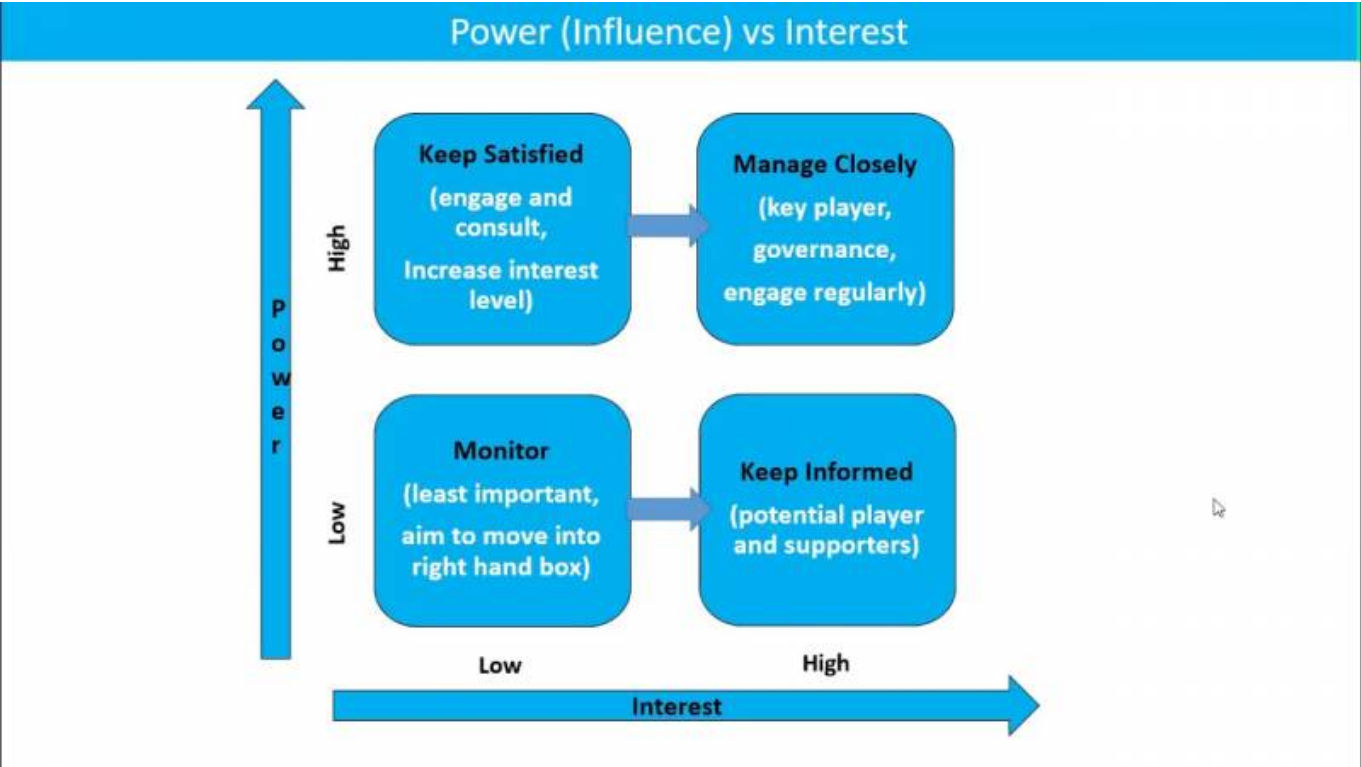 Power (Influence) vs Interest
Keep Satisfied
(engage and
consult,
Increase interest
level)
Manage Closely
(key player,
governance,
engage regularly)
High
Power
Monitor
(least important,
aim to move into
right hand box)
Keep Informed
(potential player
and supporters)
Low
Low
High
Interest